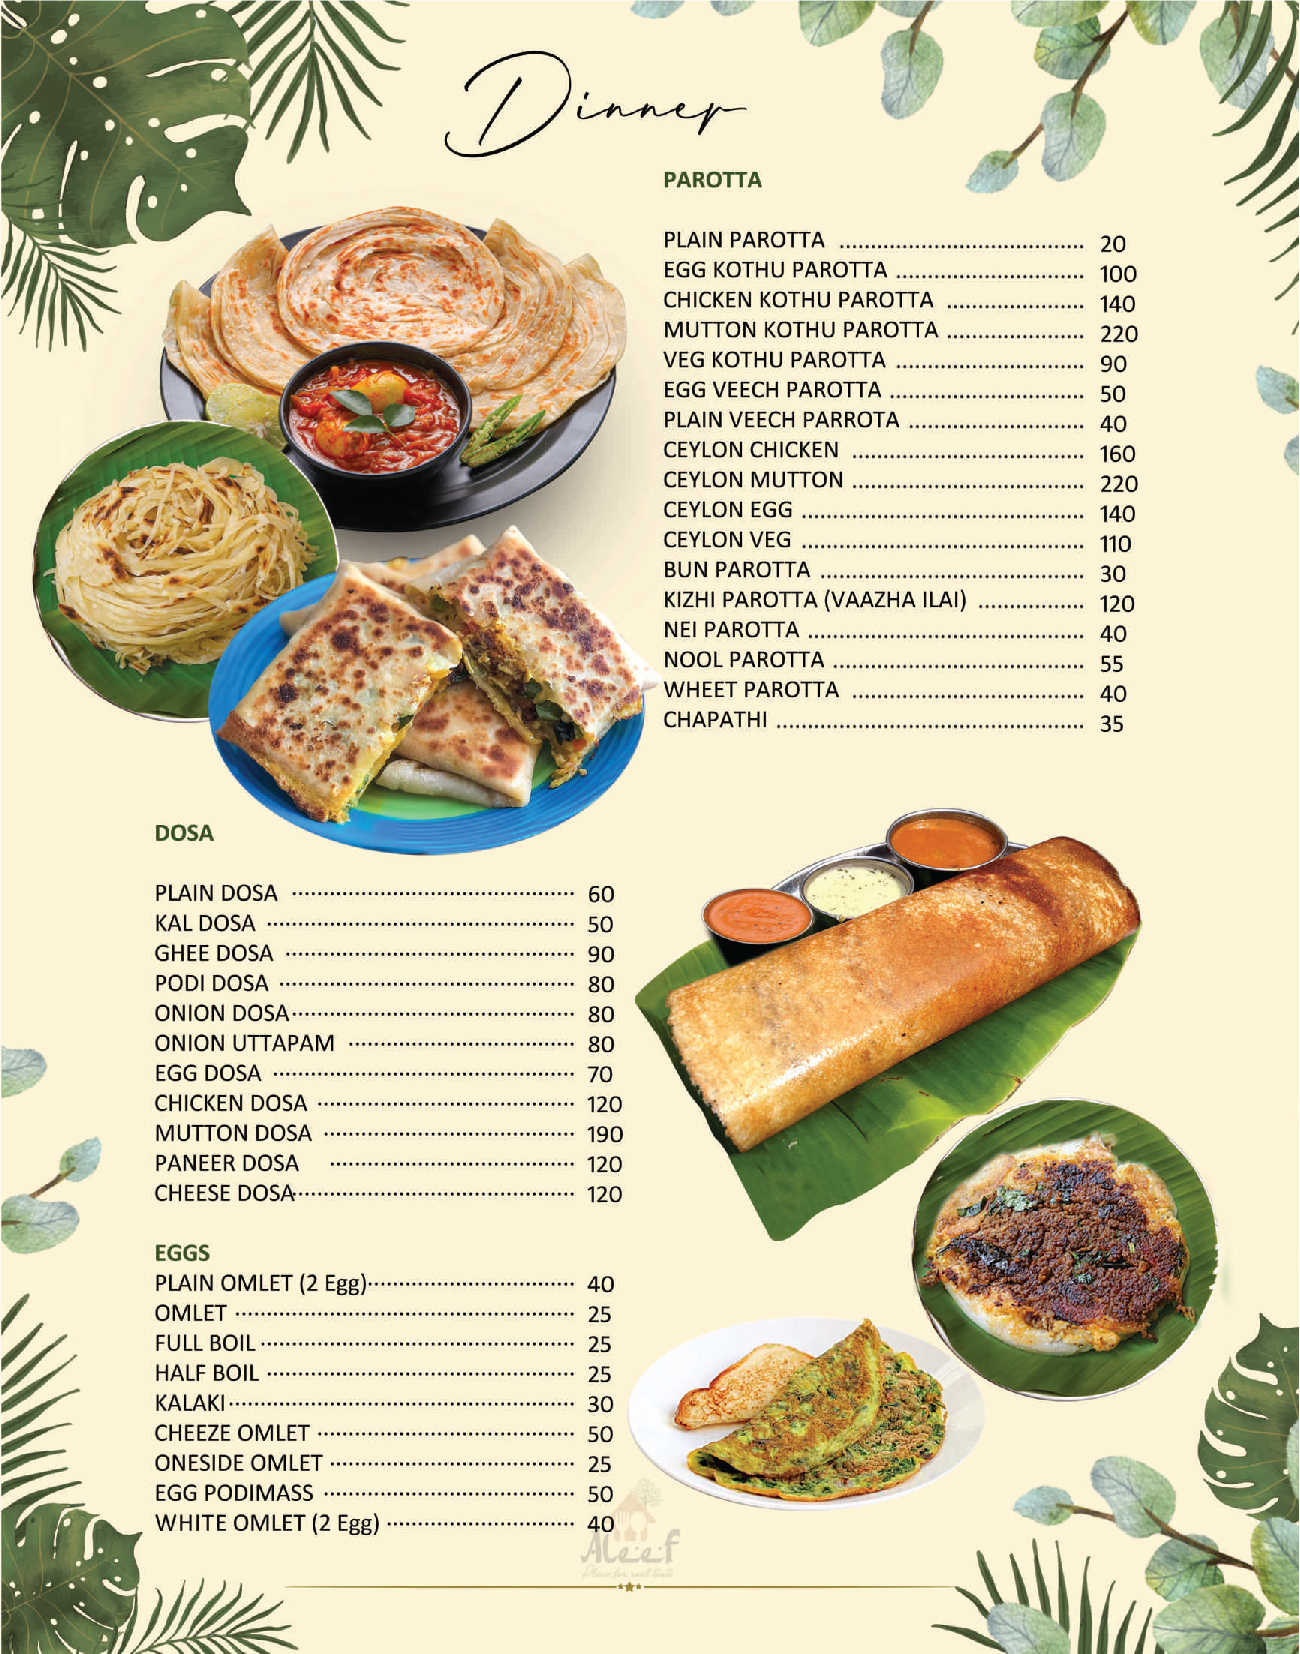 Dinner
PAROTTA
PLAIN PAROTTA ........................................ 20
EGG KOTHU PAROTTA .............................. 100
CHICKEN KOTHU PAROTTA ...................... 140
MUTTON KOTHU PAROTTA ...................... 220
VEG KOTHU PAROTTA .............................. 90
EGG VEECH PAROTTA ............................... 50
PLAIN VEECH PARROTA ............................ 40
CEYLON CHICKEN ..................................... 160
CEYLON MUTTON ..................................... 220
CEYLON EGG ............................................. 140
CEYLON VEG ............................................. 110
BUN PAROTTA .......................................... 30
KIZHI PAROTTA (VAAZHA ILAI) ................. 120
NEI PAROTTA ............................................ 40
NOOL PAROTTA ........................................ 55
WHEET PAROTTA ..................................... 40
CHAPATHI ................................................. 35
DOSA
PLAIN DOSA ............................................. 60
KAL DOSA ................................................. 50
GHEE DOSA .............................................. 90
PODI DOSA ............................................... 80
ONION DOSA............................................. 80
ONION UTTAPAM .................................... 80
EGG DOSA ................................................ 70
CHICKEN DOSA ......................................... 120
MUTTON DOSA ........................................ 190
PANEER DOSA ....................................... 120
CHEESE DOSA............................................. 120
EGGS
PLAIN OMLET (2 Egg)................................. 40
OMLET ...................................................... 25
FULL BOIL .................................................. 25
HALF BOIL ................................................. 25
KALAKI....................................................... 30
CHEEZE OMLET ......................................... 50
ONESIDE OMLET ....................................... 25
EGG PODIMASS ........................................ 50
WHITE OMLET (2 Egg) .............................. 40
Aleef
Place for real taste